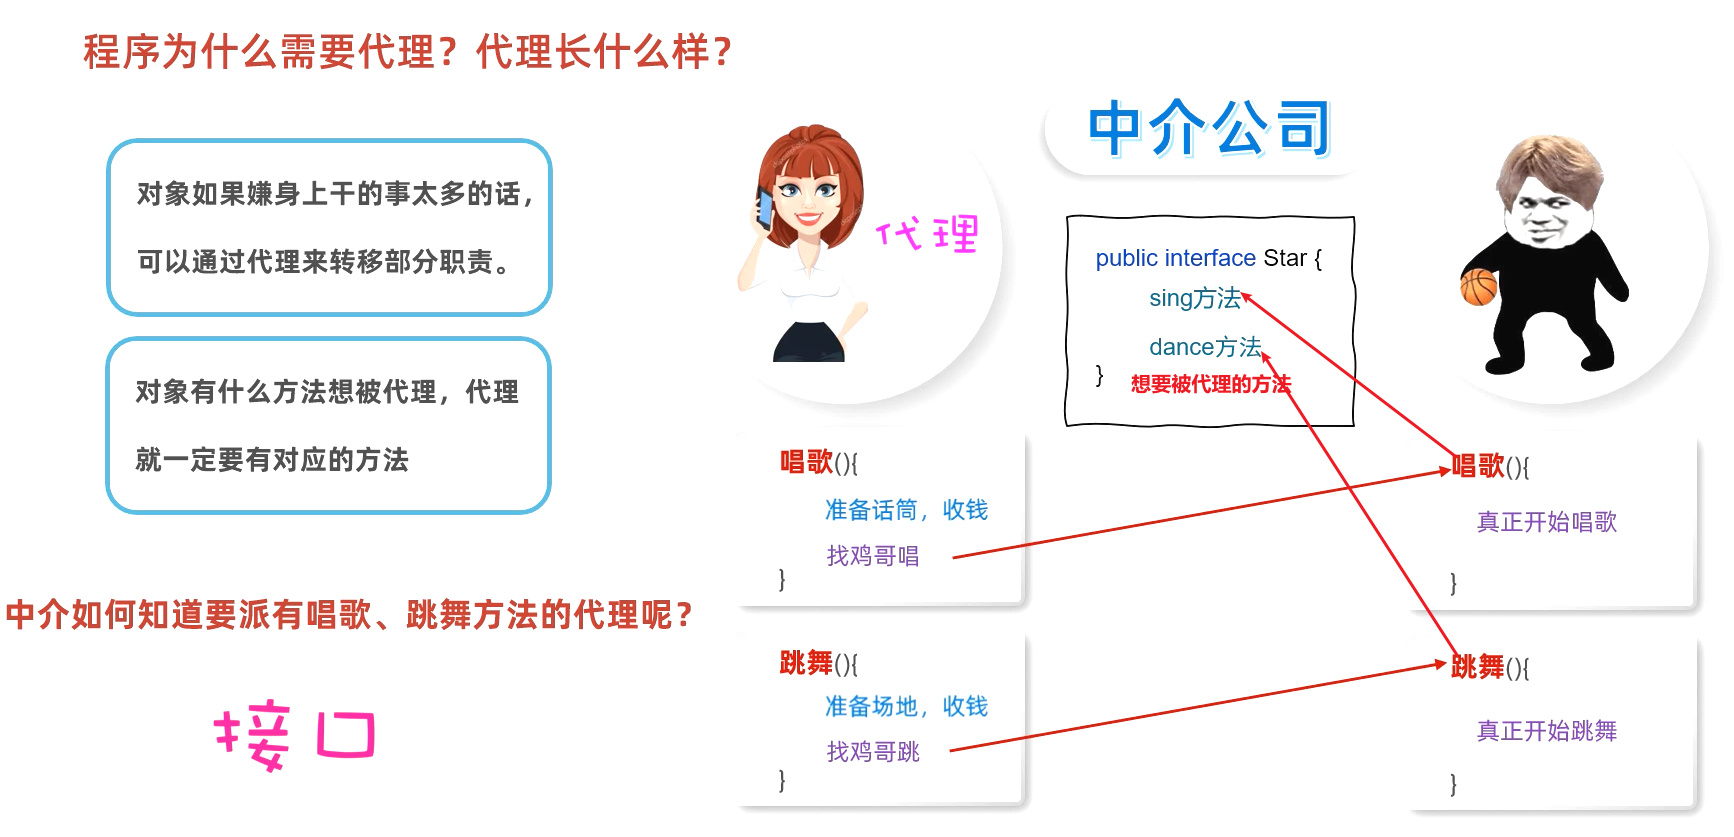 程序为什么需要代理？代理长什么样？
对象如果嫌身上干的事太多的话，
可以通过代理来转移部分职责。
对象有什么方法想被代理，代理
就一定要有对应的方法
中介如何知道要派有唱歌、跳舞方法的代理呢？
接口
代理
中介公司
public interface Star {
sing方法
dance方法
}
想要被代理的方法
唱歌(){
准备话筒，收钱
找鸡哥唱
}
跳舞(){
准备场地，收钱
找鸡哥跳
}
唱歌(){
真正开始唱歌
}
跳舞(){
真正开始跳舞
}